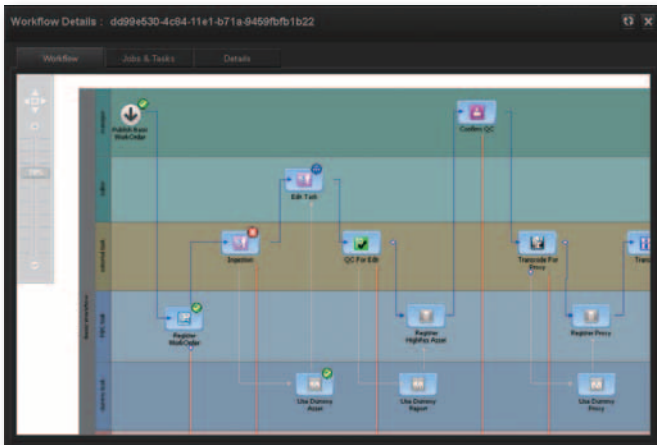 Workflow Details : dd99e530-4c84-11e1-b71a-9459fbfb1b22
Workflow
Jobs & Tasks
Details
Publish Basic
WorkOrder
Confirm QC
Edit Task
Ingestion
QC For Edit
Transcode For
Proxy
Register
WorkOrder
Register
HighRes Asset
Register Proxy
Use Dummy
Asset
Use Dummy
Report
Use Dummy
Proxy